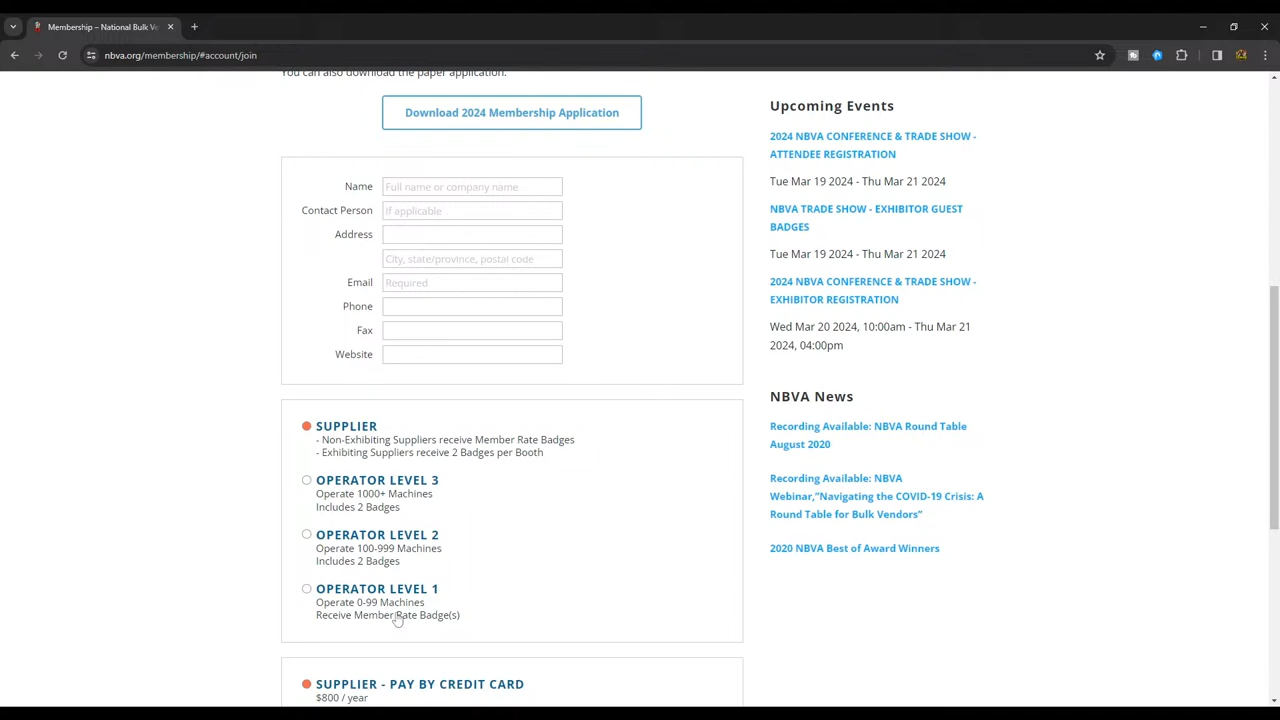 Membership – National Bulk Ve
nbva.org/membership/#account/join
You can also download the paper application.
Download 2024 Membership Application
Name
Full name or company name
Contact Person
If applicable
Address
City, state/province, postal code
Email
Required
Phone
Fax
Website
SUPPLIER
- Non-Exhibiting Suppliers receive Member Rate Badges
- Exhibiting Suppliers receive 2 Badges per Booth
OPERATOR LEVEL 3
Operate 1000+ Machines
Includes 2 Badges
OPERATOR LEVEL 2
Operate 100-999 Machines
Includes 2 Badges
OPERATOR LEVEL 1
Operate 0-99 Machines
Receive Member Rate Badge(s)
SUPPLIER - PAY BY CREDIT CARD
$800 / year
Upcoming Events
2024 NBVA CONFERENCE & TRADE SHOW -
ATTENDEE REGISTRATION
Tue Mar 19 2024 - Thu Mar 21 2024
NBVA TRADE SHOW - EXHIBITOR GUEST
BADGES
Tue Mar 19 2024 - Thu Mar 21 2024
2024 NBVA CONFERENCE & TRADE SHOW -
EXHIBITOR REGISTRATION
Wed Mar 20 2024, 10:00am - Thu Mar 21
2024, 04:00pm
NBVA News
Recording Available: NBVA Round Table
August 2020
Recording Available: NBVA
Webinar,"Navigating the COVID-19 Crisis: A
Round Table for Bulk Vendors"
2020 NBVA Best of Award Winners